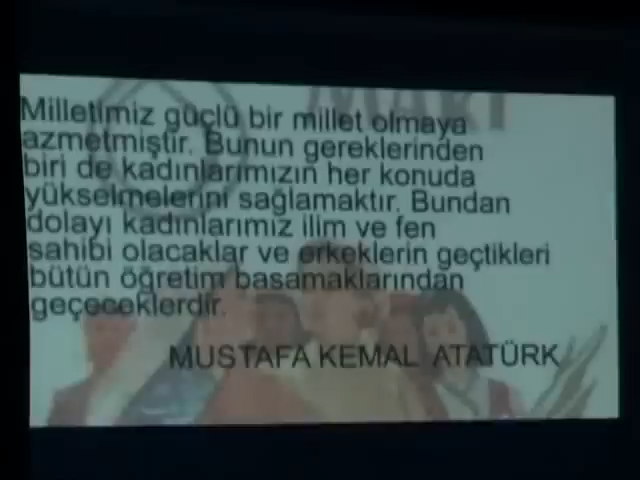 MART
Milletimiz güçlü bir millet olmaya
azmetmiştir. Bunun gereklerinden
biri de kadınlarımızın her konuda
yükselmelerini sağlamaktır. Bundan
dolayı kadınlarımız ilim ve fen
sahibi olacaklar ve erkeklerin geçtikleri
bütün öğretim basamaklarından
geçeceklerdir.
MUSTAFA KEMAL ATATÜRK